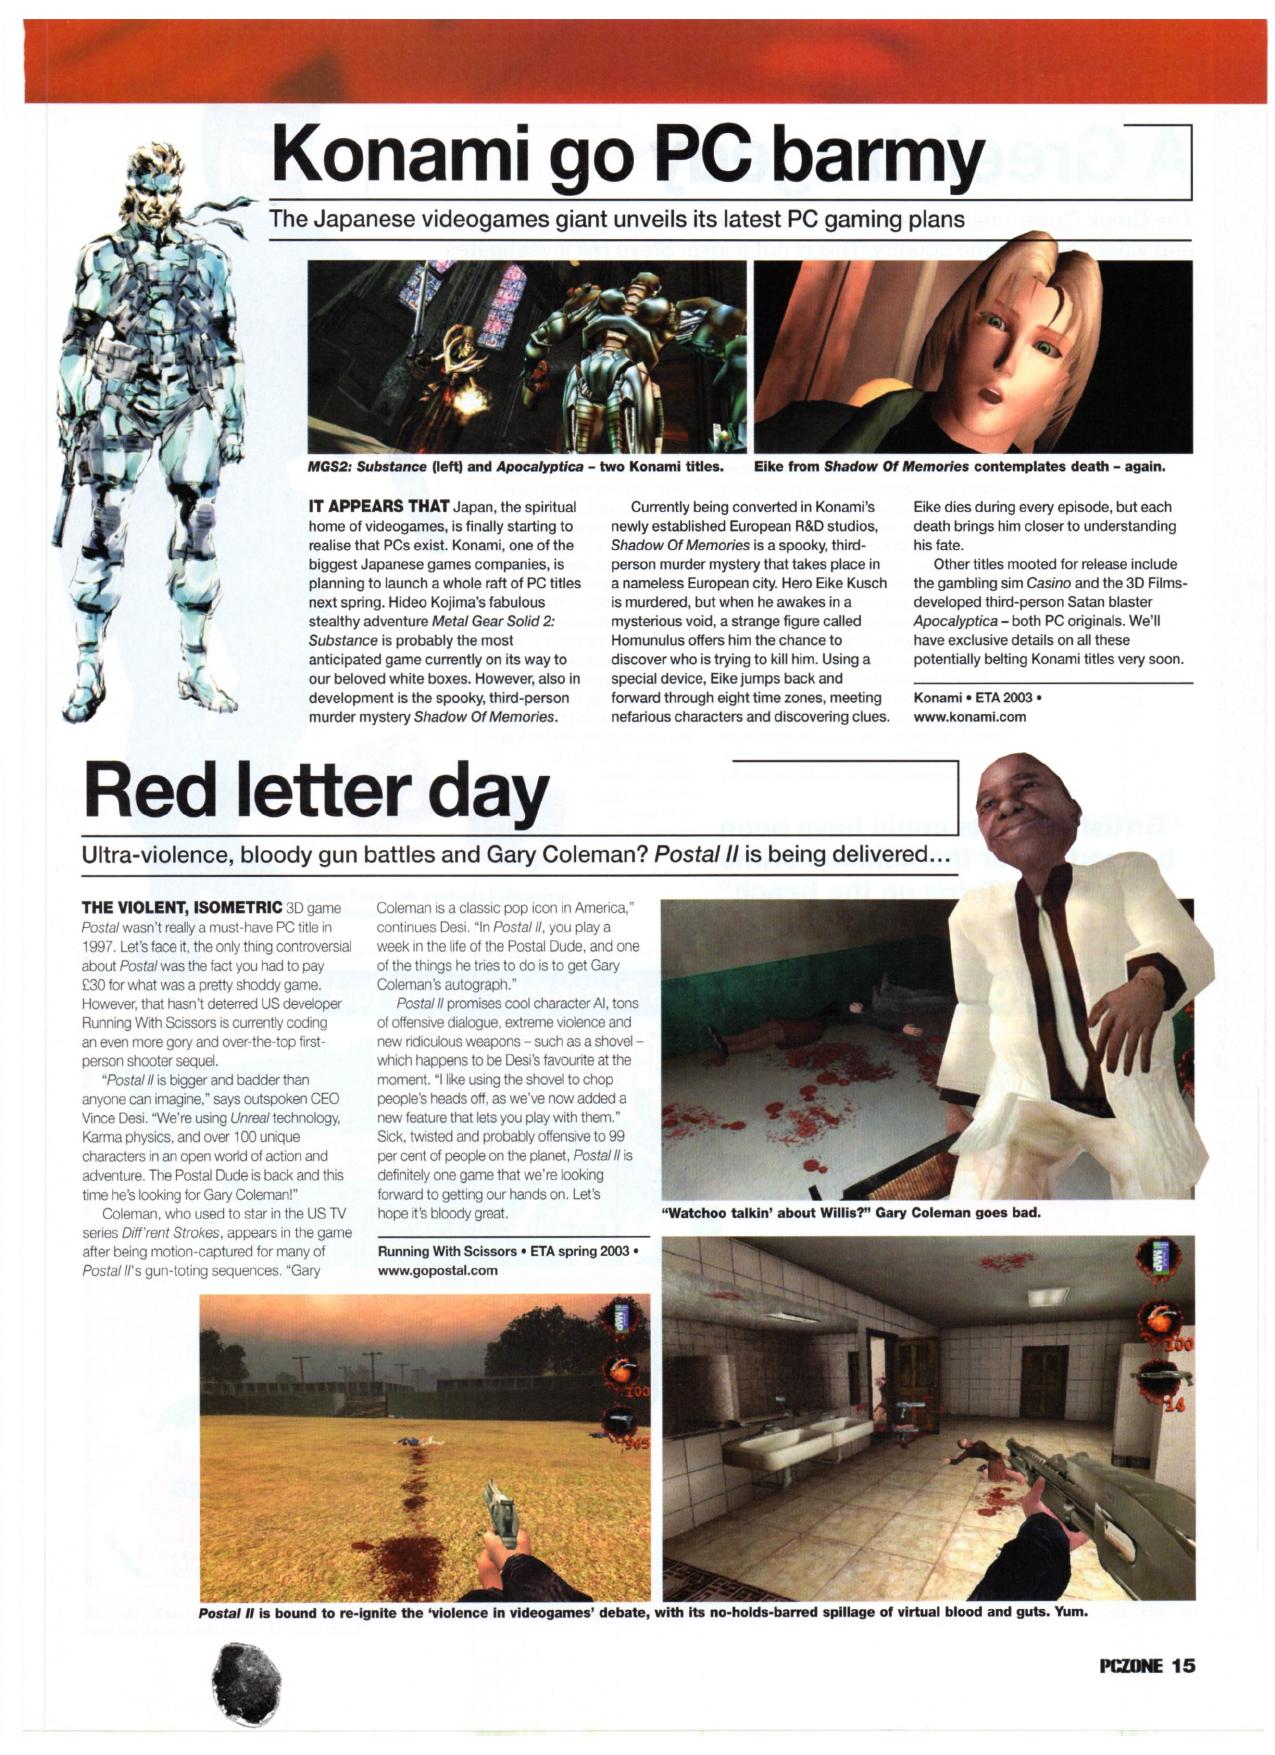 Konami go PC barmy
The Japanese videogames giant unveils its latest PC gaming plans
MGS2: Substance (left) and Apocalyptica – two Konami titles.
Eike from Shadow Of Memories contemplates death – again.
IT APPEARS THAT Japan, the spiritual
home of videogames, is finally starting to
realise that PCs exist. Konami, one of the
biggest Japanese games companies, is
planning to launch a whole raft of PC titles
next spring. Hideo Kojima's fabulous
stealthy adventure Metal Gear Solid 2:
Substance is probably the most
anticipated game currently on its way to
our beloved white boxes. However, also in
development is the spooky, third-person
murder mystery Shadow Of Memories.
Currently being converted in Konami's
newly established European R&D studios,
Shadow Of Memories is a spooky, third-
person murder mystery that takes place in
a nameless European city. Hero Eike Kusch
is murdered, but when he awakes in a
mysterious void, a strange figure called
Homunulus offers him the chance to
discover who is trying to kill him. Using a
special device, Eike jumps back and
forward through eight time zones, meeting
nefarious characters and discovering clues.
Eike dies during every episode, but each
death brings him closer to understanding
his fate.
Other titles mooted for release include
the gambling sim Casino and the 3D Films-
developed third-person Satan blaster
Apocalyptica – both PC originals. We'll
have exclusive details on all these
potentially belting Konami titles very soon.
Konami • ETA 2003 •
www.konami.com
Red letter day
Ultra-violence, bloody gun battles and Gary Coleman? Postal II is being delivered...
THE VIOLENT, ISOMETRIC 3D game
Postal wasn't really a must-have PC title in
1997. Let's face it, the only thing controversial
about Postal was the fact you had to pay
£30 for what was a pretty shoddy game.
However, that hasn't deterred US developer
Running With Scissors is currently coding
an even more gory and over-the-top first-
person shooter sequel.
"Postal II is bigger and badder than
anyone can imagine," says outspoken CEO
Vince Desi. "We're using Unreal technology,
Karma physics, and over 100 unique
characters in an open world of action and
adventure. The Postal Dude is back and this
time he's looking for Gary Coleman!"
Coleman, who used to star in the US TV
series Diff'rent Strokes, appears in the game
after being motion-captured for many of
Postal II's gun-toting sequences. "Gary
Coleman is a classic pop icon in America,"
continues Desi. "In Postal II, you play a
week in the life of the Postal Dude, and one
of the things he tries to do is to get Gary
Coleman's autograph."
Postal II promises cool character AI, tons
of offensive dialogue, extreme violence and
new ridiculous weapons – such as a shovel –
which happens to be Desi's favourite at the
moment. "I like using the shovel to chop
people's heads off, as we've now added a
new feature that lets you play with them."
Sick, twisted and probably offensive to 99
per cent of people on the planet, Postal II is
definitely one game that we're looking
forward to getting our hands on. Let's
hope it's bloody great.
Running With Scissors • ETA spring 2003 •
www.gopostal.com
"Watchoo talkin' about Willis?" Gary Coleman goes bad.
MAP
100
965
MAP
100
14
Postal II is bound to re-ignite the 'violence in videogames' debate, with its no-holds-barred spillage of virtual blood and guts. Yum.
PCZONE 15